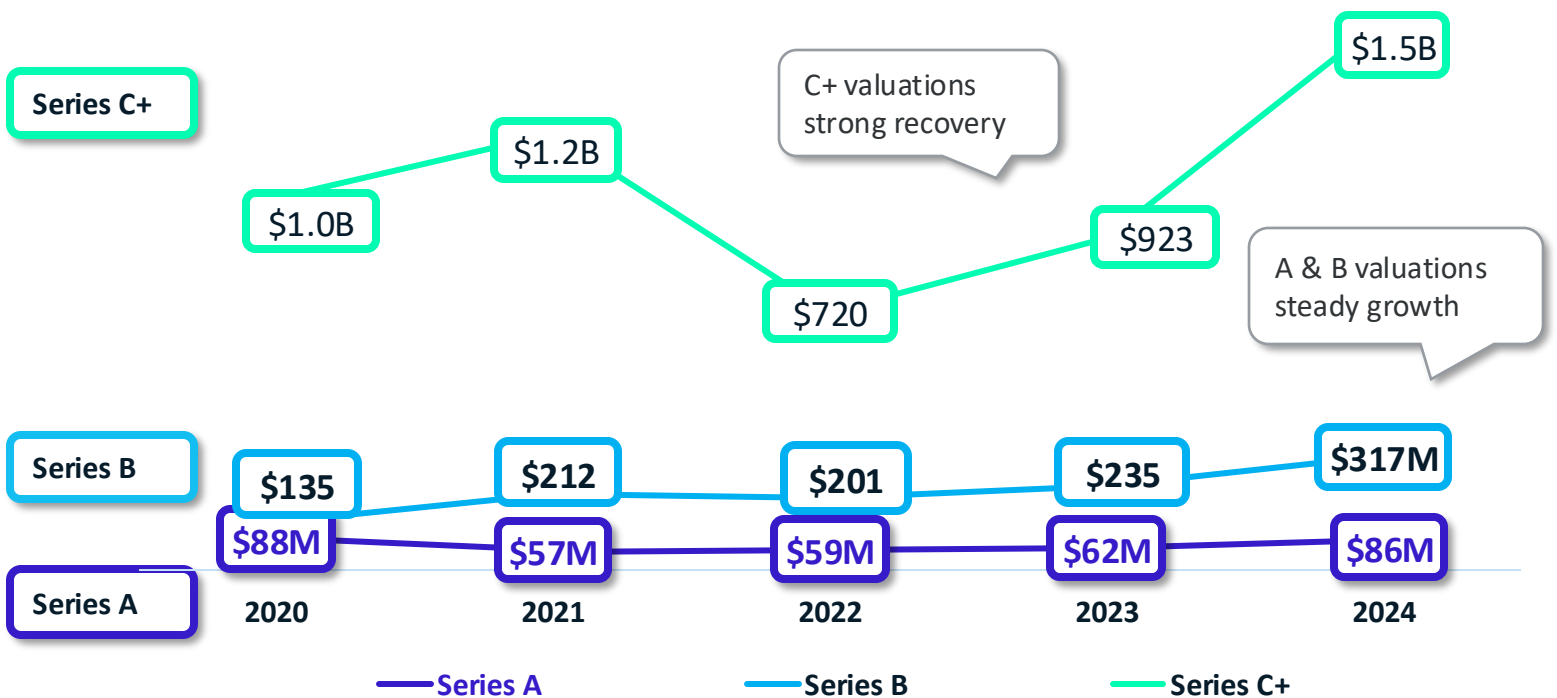 $1.5B
C+ valuations
strong recovery
Series C+
$1.2B
$1.0B
$923
A & B valuations
steady growth
$720
Series B
$135
$212
$201
$235
$317M
$88M
$57M
$59M
$62M
$86M
Series A
2020
2021
2022
2023
2024
Series A
Series B
Series C+